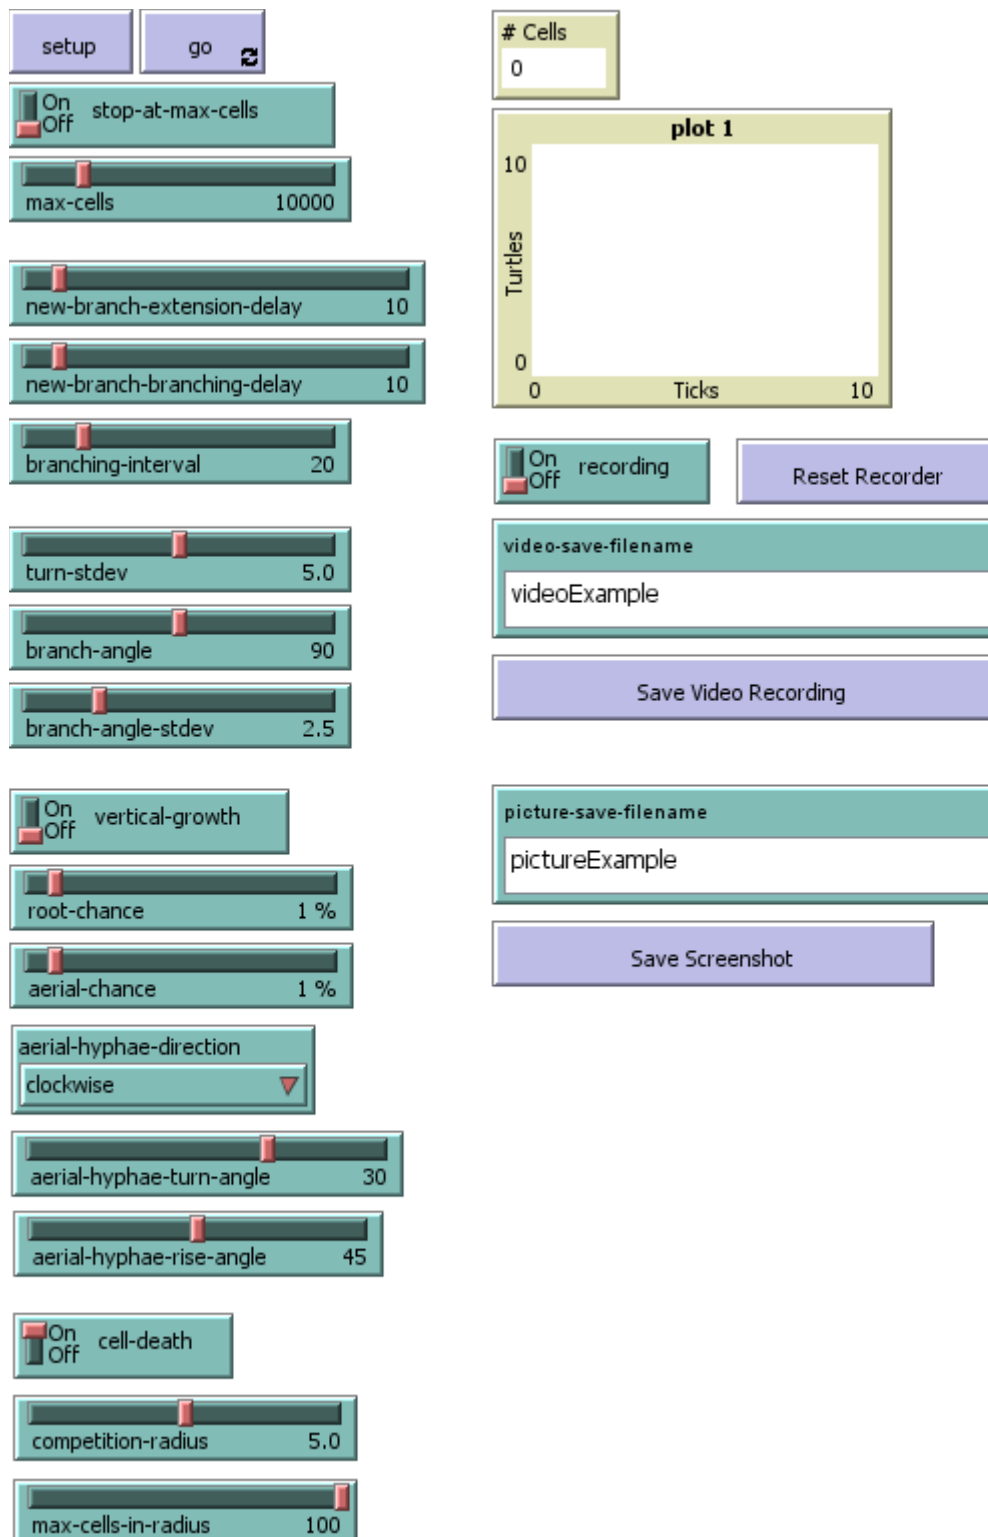 setup
go
On
Off
stop-at-max-cells
max-cells 10000
new-branch-extension-delay 10
new-branch-branching-delay 10
branching-interval 20
turn-stdev 5.0
branch-angle 90
branch-angle-stdev 2.5
On
Off
vertical-growth
root-chance 1 %
aerial-chance 1 %
aerial-hyphae-direction
clockwise
aerial-hyphae-turn-angle 30
aerial-hyphae-rise-angle 45
On
Off
cell-death
competition-radius 5.0
max-cells-in-radius 100
# Cells
0
plot 1
10
Turtles
0
0 Ticks 10
On
Off
recording
Reset Recorder
video-save-filename
videoExample
Save Video Recording
picture-save-filename
pictureExample
Save Screenshot